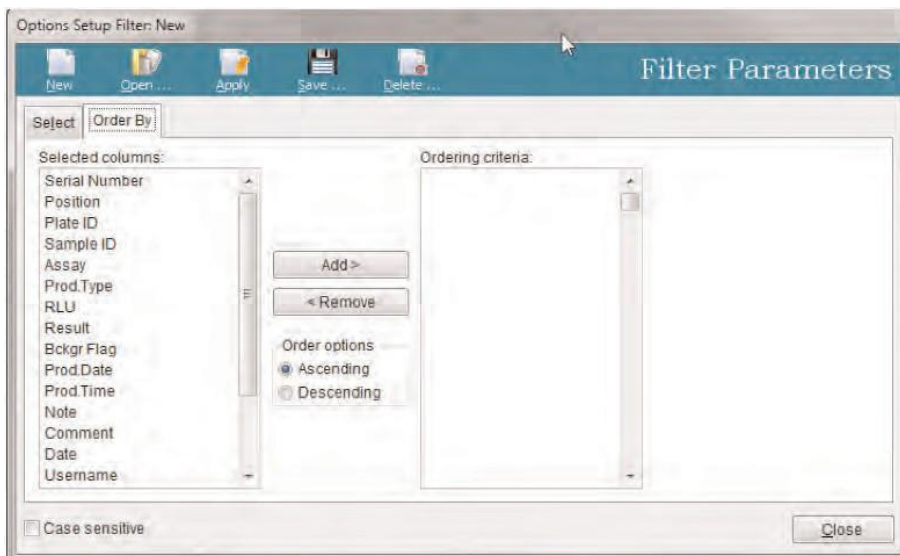 Options Setup Filter: New
New Open ... Apply Save ... Delete ... Filter Parameters
Select Order By
Selected columns: Ordering criteria:
Serial Number
Position
Plate ID
Sample ID
Assay
Prod.Type
RLU
Result
Bckgr Flag
Prod.Date
Prod.Time
Note
Comment
Date
Username
Add >
< Remove
Order options
Ascending
Descending
Case sensitive
Close